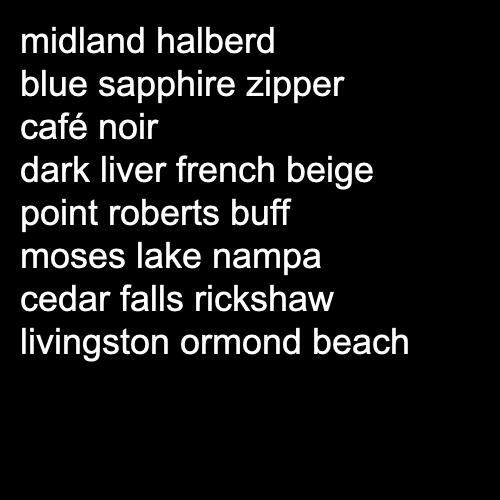 midland halberd
blue sapphire zipper
café noir
dark liver french beige
point roberts buff
moses lake nampa
cedar falls rickshaw
livingston ormond beach